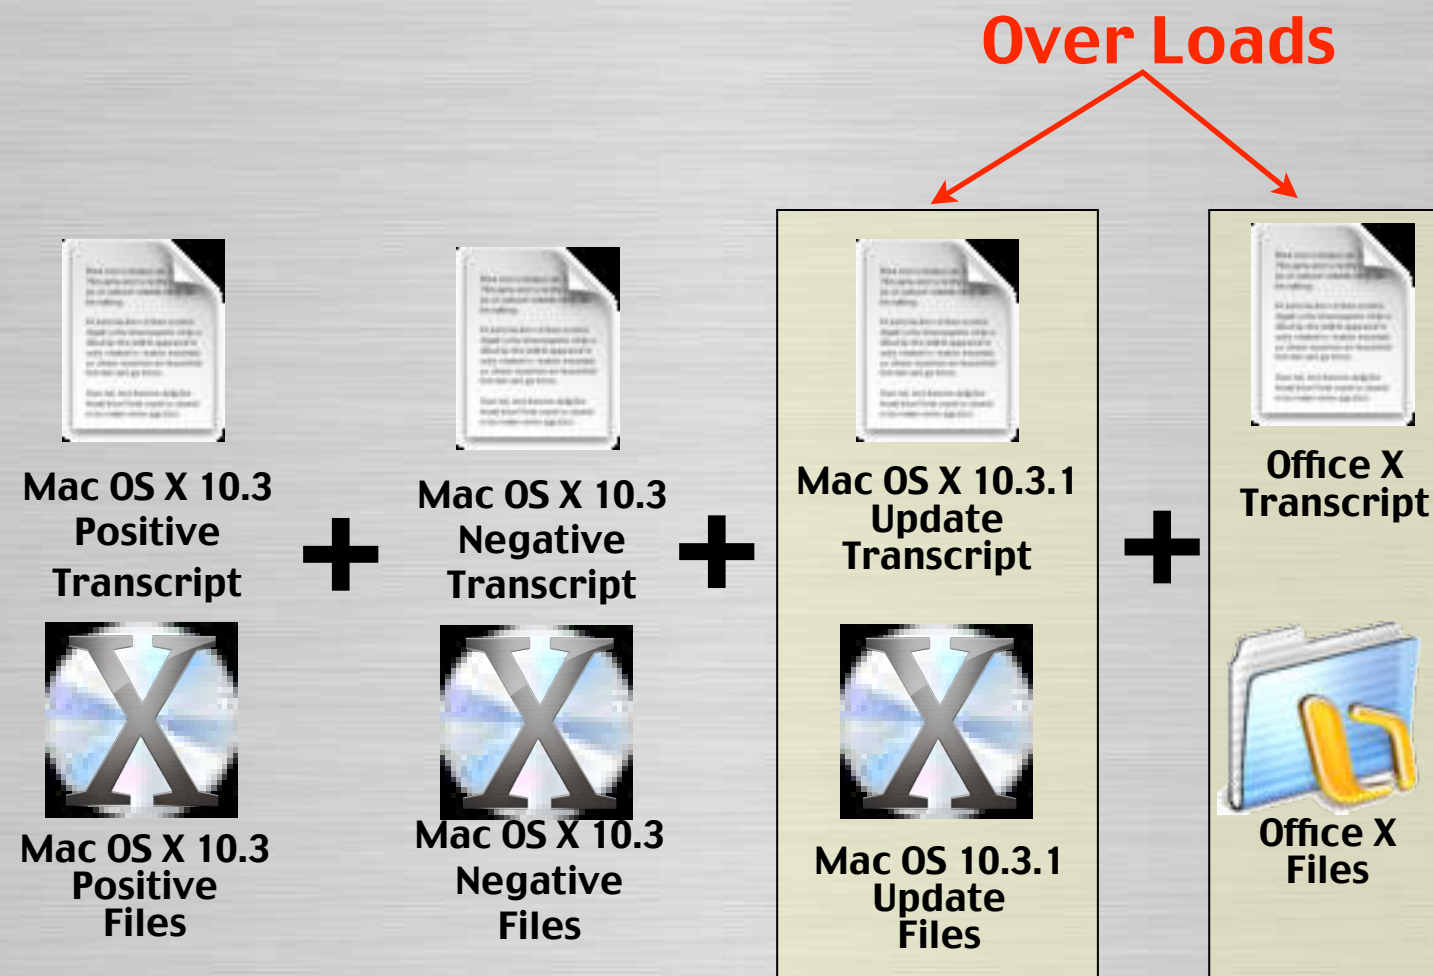 Over Loads
Mac OS X 10.3
Positive
Transcript
+
Mac OS X 10.3
Negative
Transcript
+
Mac OS X 10.3.1
Update
Transcript
+
Office X
Transcript
Mac OS X 10.3
Positive
Files
Mac OS X 10.3
Negative
Files
Mac OS 10.3.1
Update
Files
Office X
Files